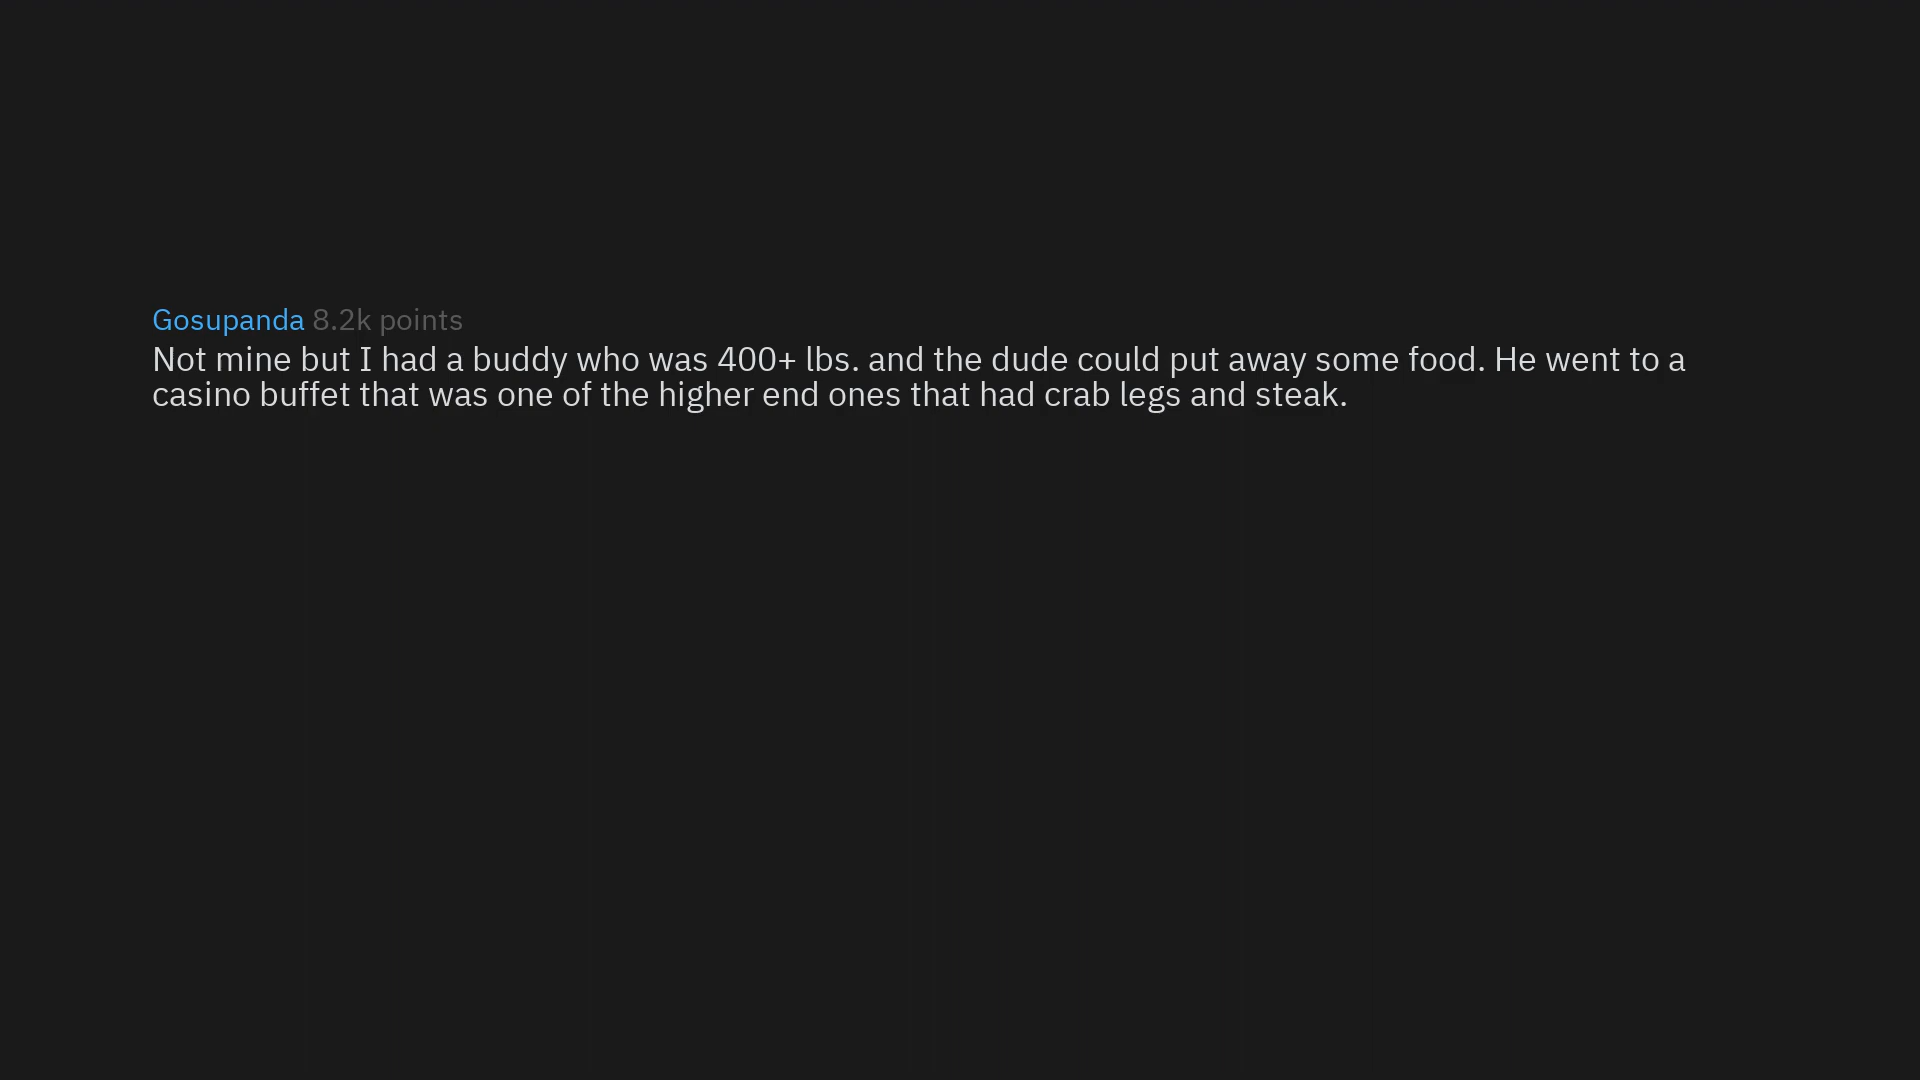 Gosupanda 8.2k points
Not mine but I had a buddy who was 400+ lbs. and the dude could put away some food. He went to a
casino buffet that was one of the higher end ones that had crab legs and steak.